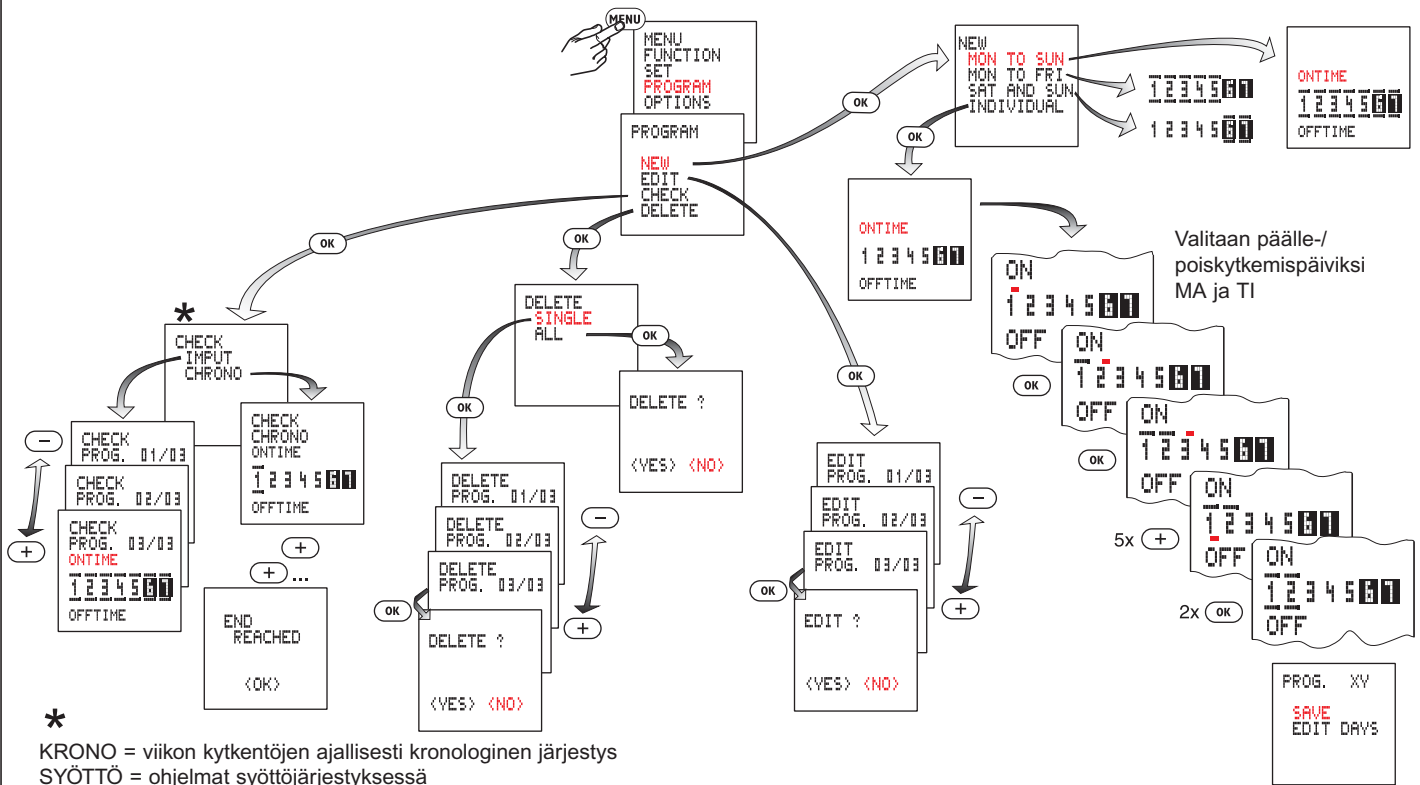 MENU
MENU
FUNCTION
SET
PROGRAM
OPTIONS
PROGRAM
NEW
EDIT
CHECK
DELETE
OK
NEW
MON TO SUN
MON TO FRI
SAT AND SUN
INDIVIDUAL
1 2 3 4 5 6 7
1 2 3 4 5 6 7
ONTIME
1 2 3 4 5 6 7
OFFTIME
OK
ONTIME
1 2 3 4 5 6 7
OFFTIME
Valitaan päälle-/
poiskytkemispäiviksi
MA ja TI
ON
1 2 3 4 5 6 7
OFF
OK
ON
1 2 3 4 5 6 7
OFF
OK
ON
1 2 3 4 5 6 7
OFF
5x +
ON
1 2 3 4 5 6 7
OFF
2x OK
ON
1 2 3 4 5 6 7
OFF
PROG. XY
SAVE
EDIT DAYS
OK
*
CHECK
IMPUT
CHRONO
CHECK
PROG. 01/03
CHECK
PROG. 02/03
CHECK
PROG. 03/03
ONTIME
1 2 3 4 5 6 7
OFFTIME
−
+
CHECK
CHRONO
ONTIME
1 2 3 4 5 6 7
OFFTIME
+
+ ...
END
REACHED
<OK>
OK
DELETE
SINGLE
ALL
OK
DELETE ?
<YES> <NO>
OK
DELETE
PROG. 01/03
DELETE
PROG. 02/03
DELETE
PROG. 03/03
−
+
OK
DELETE ?
<YES> <NO>
OK
EDIT
PROG. 01/03
EDIT
PROG. 02/03
EDIT
PROG. 03/03
−
+
OK
EDIT ?
<YES> <NO>
*
KRONO = viikon kytkentöjen ajallisesti kronologinen järjestys
SYÖTTÖ = ohjelmat syöttöjärjestyksessä